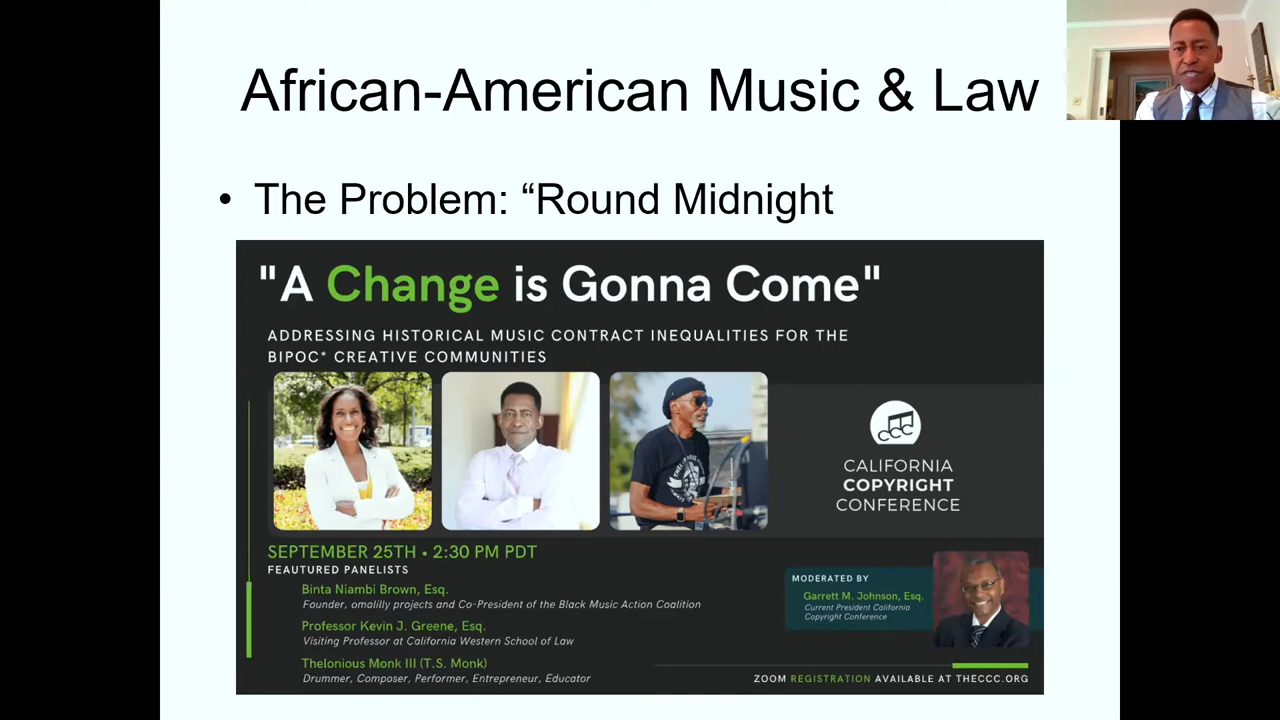 African-American Music & Law
• The Problem: “Round Midnight
"A Change is Gonna Come"
ADDRESSING HISTORICAL MUSIC CONTRACT INEQUALITIES FOR THE
BIPOC* CREATIVE COMMUNITIES
CCC
CALIFORNIA
COPYRIGHT
CONFERENCE
SEPTEMBER 25TH • 2:30 PM PDT
FEAUTURED PANELISTS
Binta Niambi Brown, Esq.
Founder, omalilly projects and Co-President of the Black Music Action Coalition
Professor Kevin J. Greene, Esq.
Visiting Professor at California Western School of Law
Thelonious Monk III (T.S. Monk)
Drummer, Composer, Performer, Entrepreneur, Educator
MODERATED BY
Garrett M. Johnson, Esq.
Current President California
Copyright Conference
ZOOM REGISTRATION AVAILABLE AT THECCC.ORG